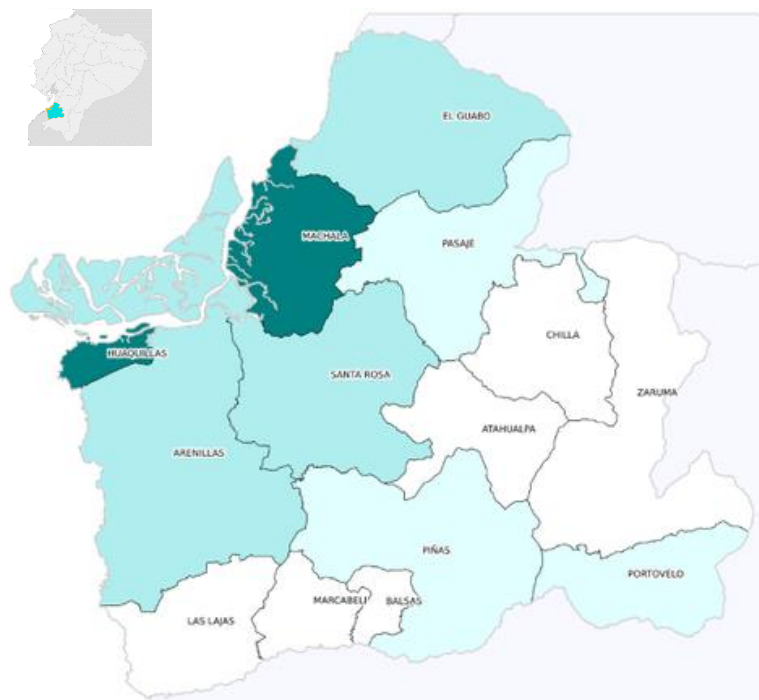 EL GUABO
MACHALA
PASAJE
CHILLA
HUAQUILLAS
SANTA ROSA
ZARUMA
ATAHUALPA
ARENILLAS
PIÑAS
PORTOVELO
MARCABELI
BALSAS
LAS LAJAS